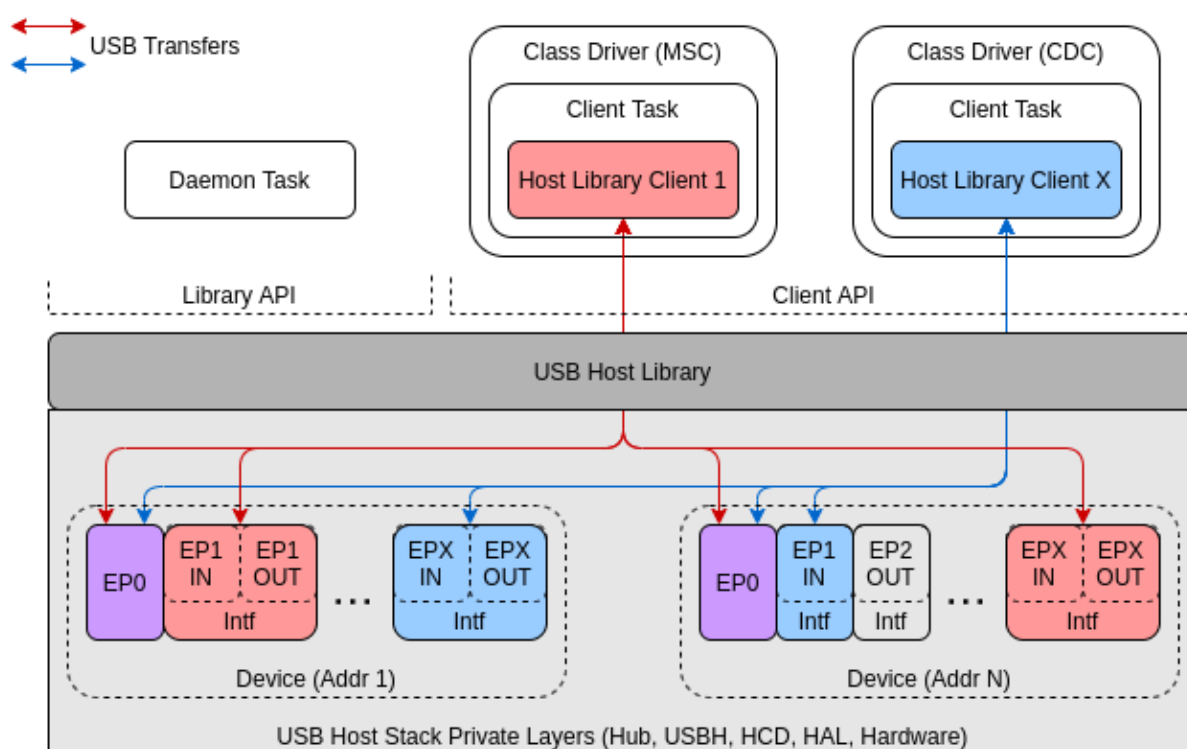 USB Transfers
Class Driver (MSC)
Class Driver (CDC)
Client Task
Client Task
Daemon Task
Host Library Client 1
Host Library Client X
Library API
Client API
USB Host Library
EP0
EP1
IN
EP1
OUT
Intf
...
EPX
IN
EPX
OUT
Intf
Device (Addr 1)
EP0
EP1
IN
Intf
EP2
OUT
Intf
...
EPX
IN
EPX
OUT
Intf
Device (Addr N)
USB Host Stack Private Layers (Hub, USBH, HCD, HAL, Hardware)